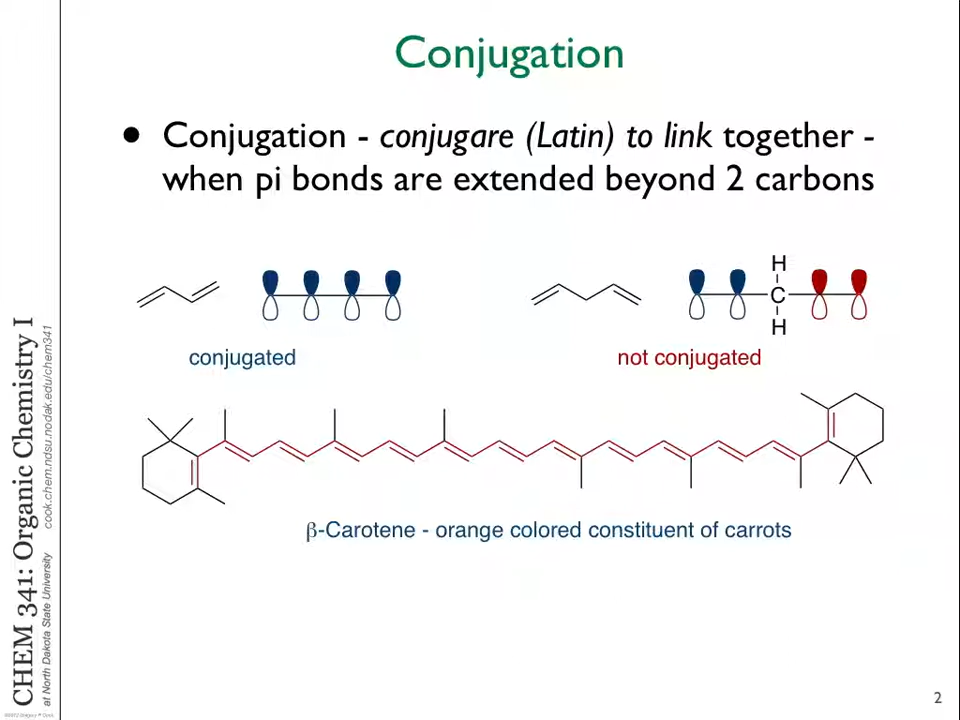 Conjugation
● Conjugation - conjugare (Latin) to link together -
when pi bonds are extended beyond 2 carbons
H
C
H
conjugated
not conjugated
β-Carotene - orange colored constituent of carrots
CHEM 341: Organic Chemistry I
at North Dakota State University cook.chem.ndsu.nodak.edu/chem341
2